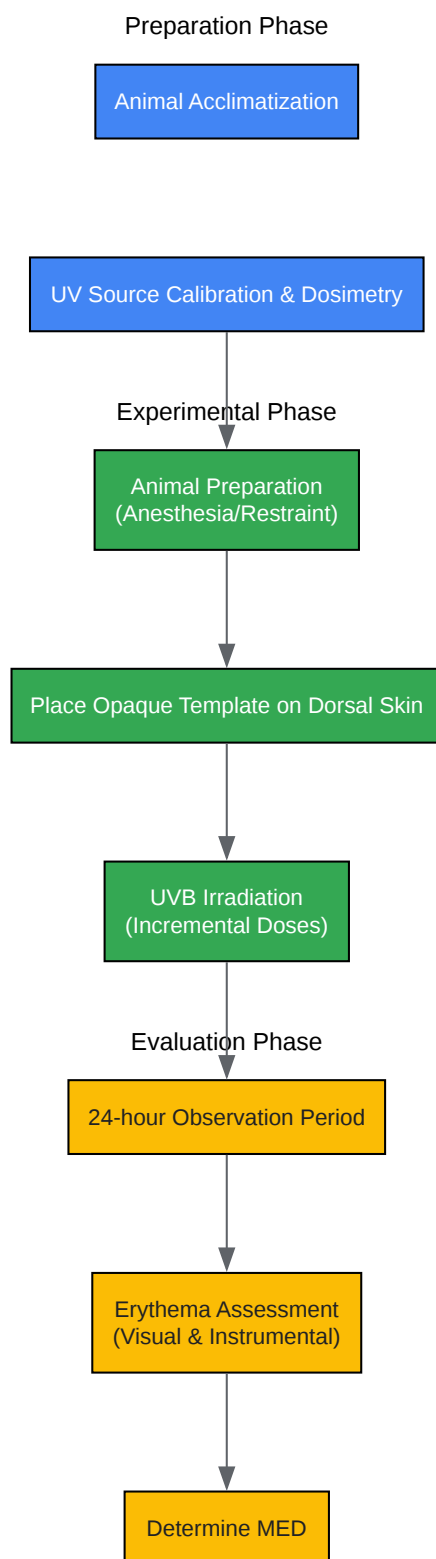 Preparation Phase
Animal Acclimatization
UV Source Calibration & Dosimetry
Experimental Phase
Animal Preparation
(Anesthesia/Restraint)
Place Opaque Template on Dorsal Skin
UVB Irradiation
(Incremental Doses)
Evaluation Phase
24-hour Observation Period
Erythema Assessment
(Visual & Instrumental)
Determine MED